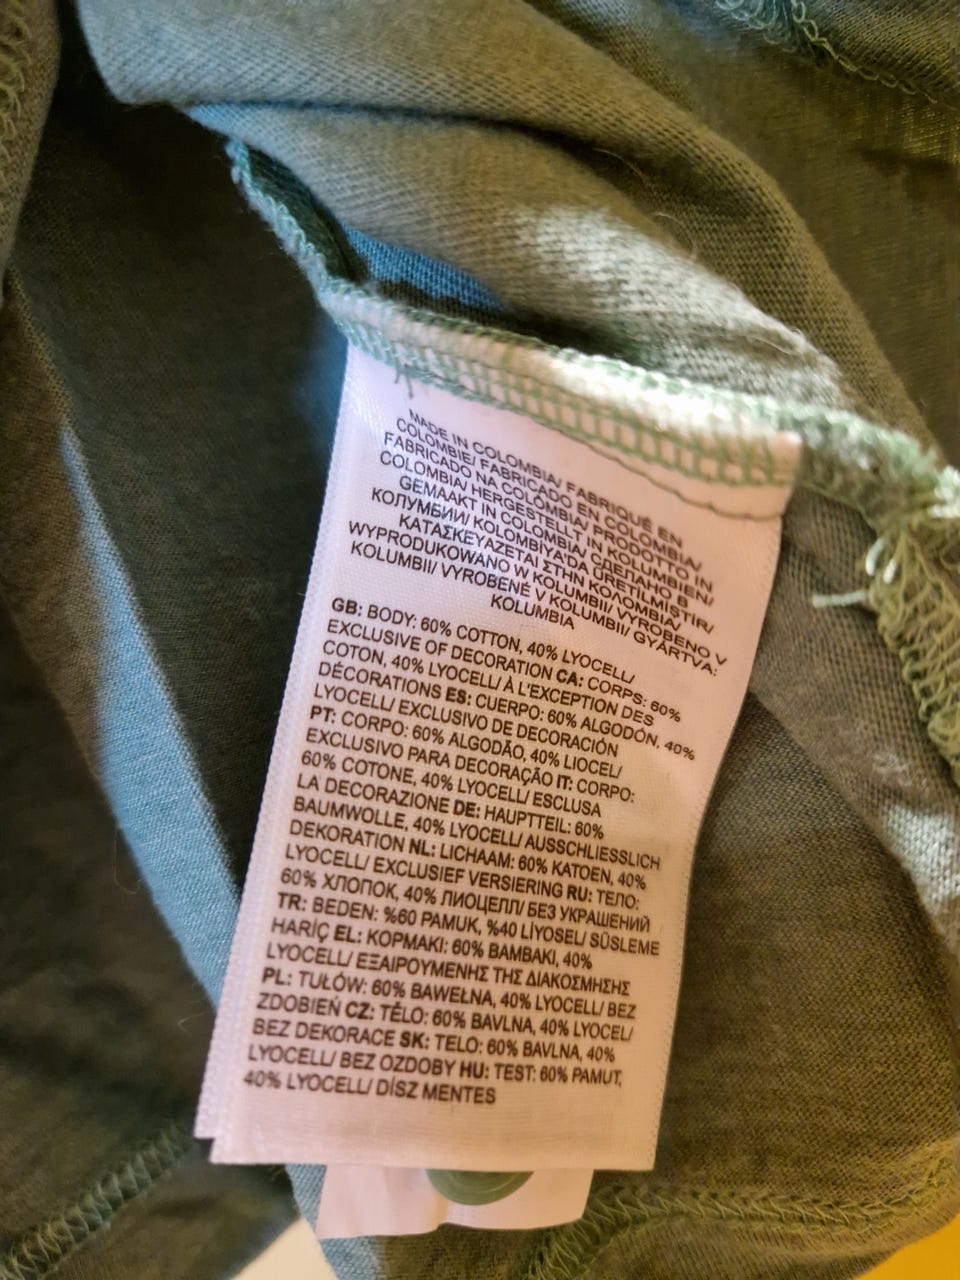 MADE IN COLOMBIA/ FABRIQUÉ EN
COLOMBIE/ FABRICADO EN COLOMBIA/
FABRICADO NA COLOMBIA/ PRODOTTO IN
COLOMBIA/ HERGESTELLT IN KOLUMBIEN/
GEMAAKT IN COLOMBIA/ СДЕЛАНО В
КОЛУМБИИ/ KOLOMBİYA'DA ÜRETİLMİŞTİR/
ΚΑΤΑΣΚΕΥΑΖΕΤΑΙ ΣΤΗΝ ΚΟΛΟΜΒΙΑ/
WYPRODUKOWANO W KOLUMBII/ VYROBENO V
KOLUMBII/ VYROBENÉ V KOLUMBII/ GYÁRTVA:
KOLUMBIA
GB: BODY: 60% COTTON, 40% LYOCELL/
EXCLUSIVE OF DECORATION CA: CORPS: 60%
COTON, 40% LYOCELL/ À L'EXCEPTION DES
DÉCORATIONS ES: CUERPO: 60% ALGODÓN, 40%
LYOCELL/ EXCLUSIVO DE DECORACIÓN
PT: CORPO: 60% ALGODÃO, 40% LIOCEL/
EXCLUSIVO PARA DECORAÇÃO IT: CORPO:
60% COTONE, 40% LYOCELL/ ESCLUSA
LA DECORAZIONE DE: HAUPTTEIL: 60%
BAUMWOLLE, 40% LYOCELL/ AUSSCHLIESSLICH
DEKORATION NL: LICHAAM: 60% KATOEN, 40%
LYOCELL/ EXCLUSIEF VERSIERING RU: ТЕЛО:
60% ХЛОПОК, 40% ЛИОЦЕЛЛ/ БЕЗ УКРАШЕНИЙ
TR: BEDEN: %60 PAMUK, %40 LİYOSEL/ SÜSLEME
HARİÇ EL: ΚΟΡΜΑΚΙ: 60% ΒΑΜΒΑΚΙ, 40%
LYOCELL/ ΕΞΑΙΡΟΥΜΕΝΗΣ ΤΗΣ ΔΙΑΚΟΣΜΗΣΗΣ
PL: TUŁÓW: 60% BAWEŁNA, 40% LYOCELL/ BEZ
ZDOBIEŃ CZ: TĚLO: 60% BAVLNA, 40% LYOCEL/
BEZ DEKORACE SK: TELO: 60% BAVLNA, 40%
LYOCELL/ BEZ OZDOBY HU: TEST: 60% PAMUT,
40% LYOCELL/ DÍSZ MENTES